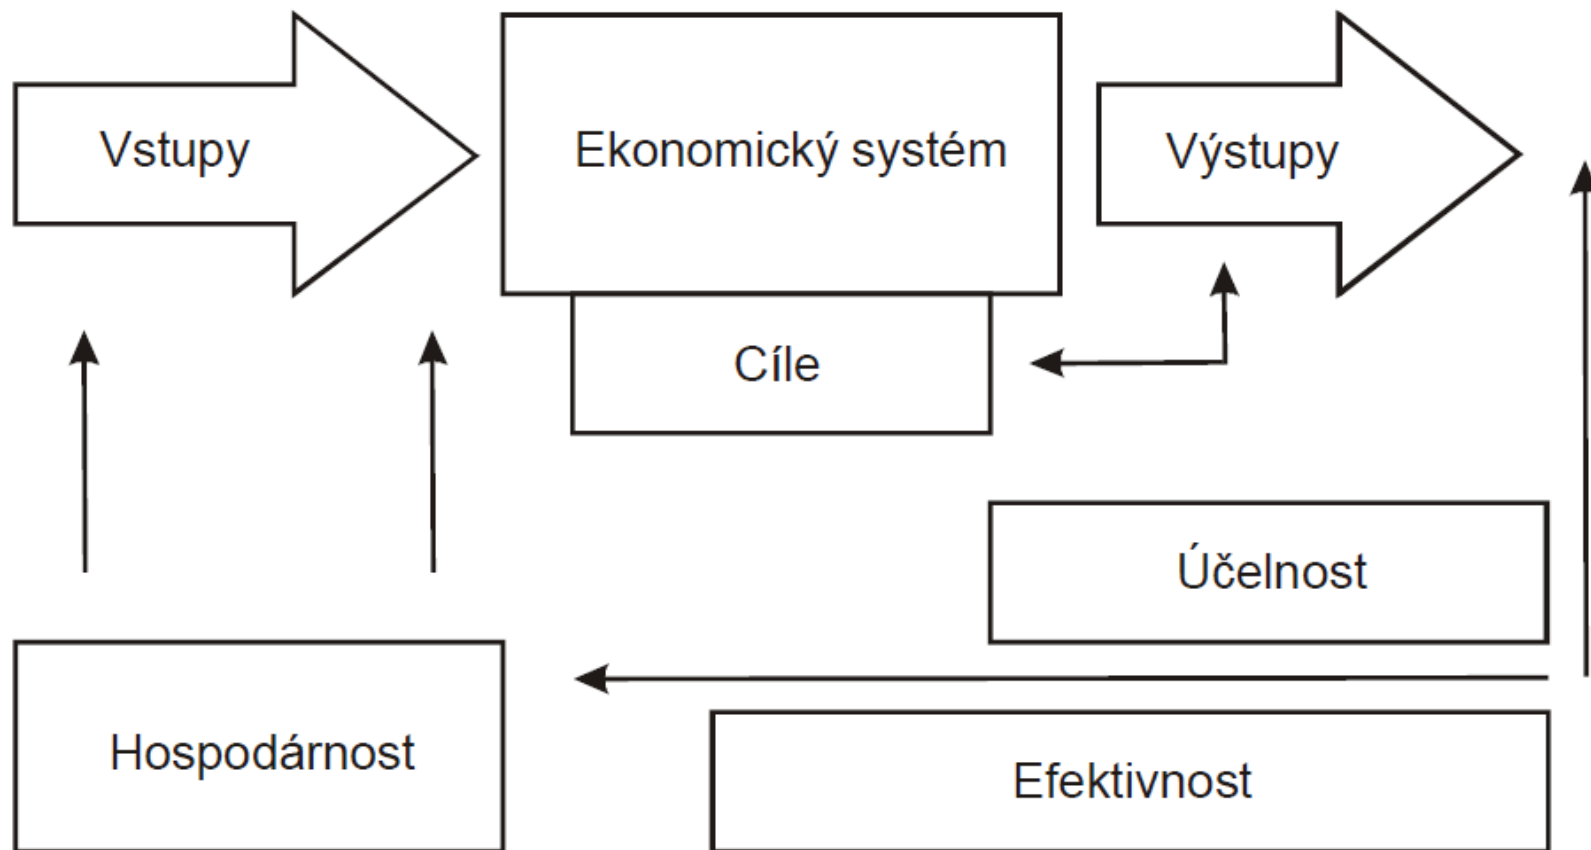 Vstupy
Ekonomický systém
Výstupy
Cíle
Účelnost
Hospodárnost
Efektivnost